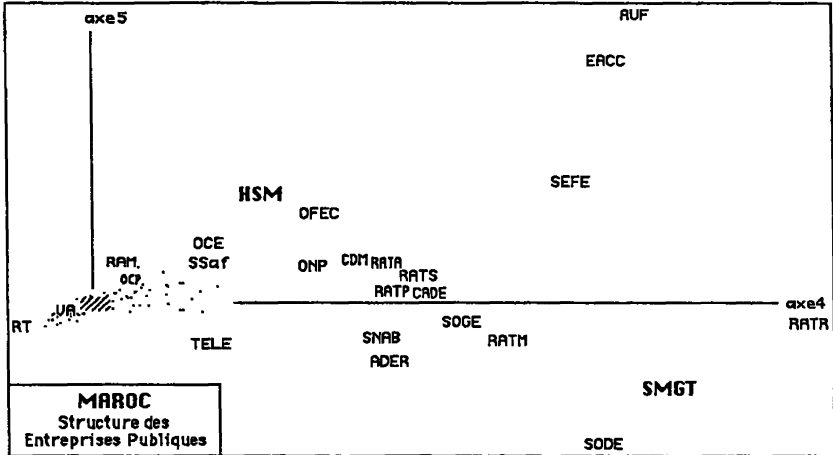 axe5
AUF
EACC
SEFE
HSM
OFEC
OCE
SSaf
RAM.
OCP
ONP
CDM
RATA
RATS
RATP
CADE
axe4
VA
RT
RATR
SOGE
TELE
SNAB
RATM
ADER
SMGT
MAROC
Structure des
Entreprises Publiques
SODE